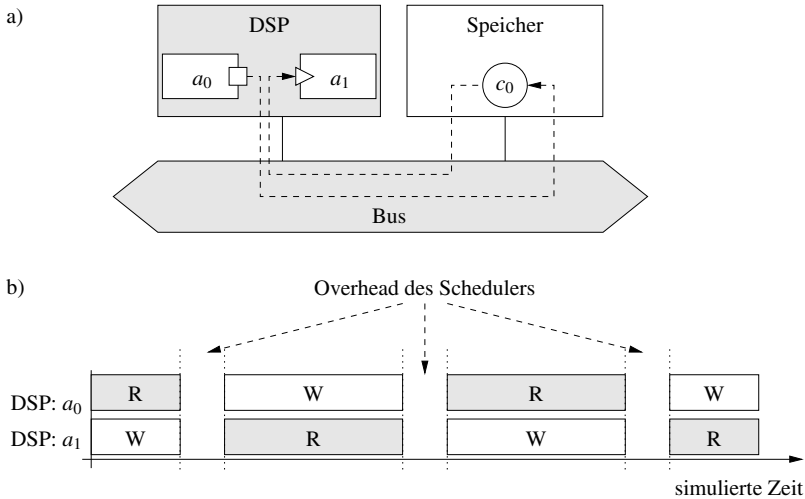 a)
DSP
Speicher
a0
a1
c0
Bus
b)
Overhead des Schedulers
DSP: a0
R
W
R
W
DSP: a1
W
R
W
R
simulierte Zeit